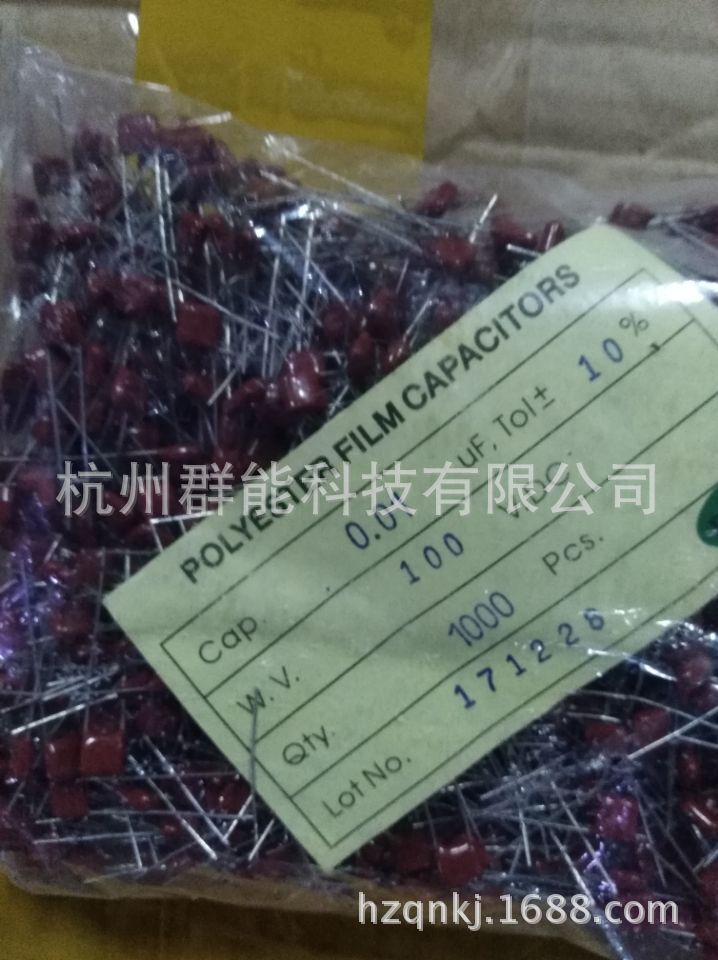 POLYESTER FILM CAPACITORS
Cap. 0.01 uF, Tol± 10%
W.V. 100 VDC.
Qty. 1000 Pcs.
Lot No. 171226
杭州群能科技有限公司
hzqnkj.1688.com